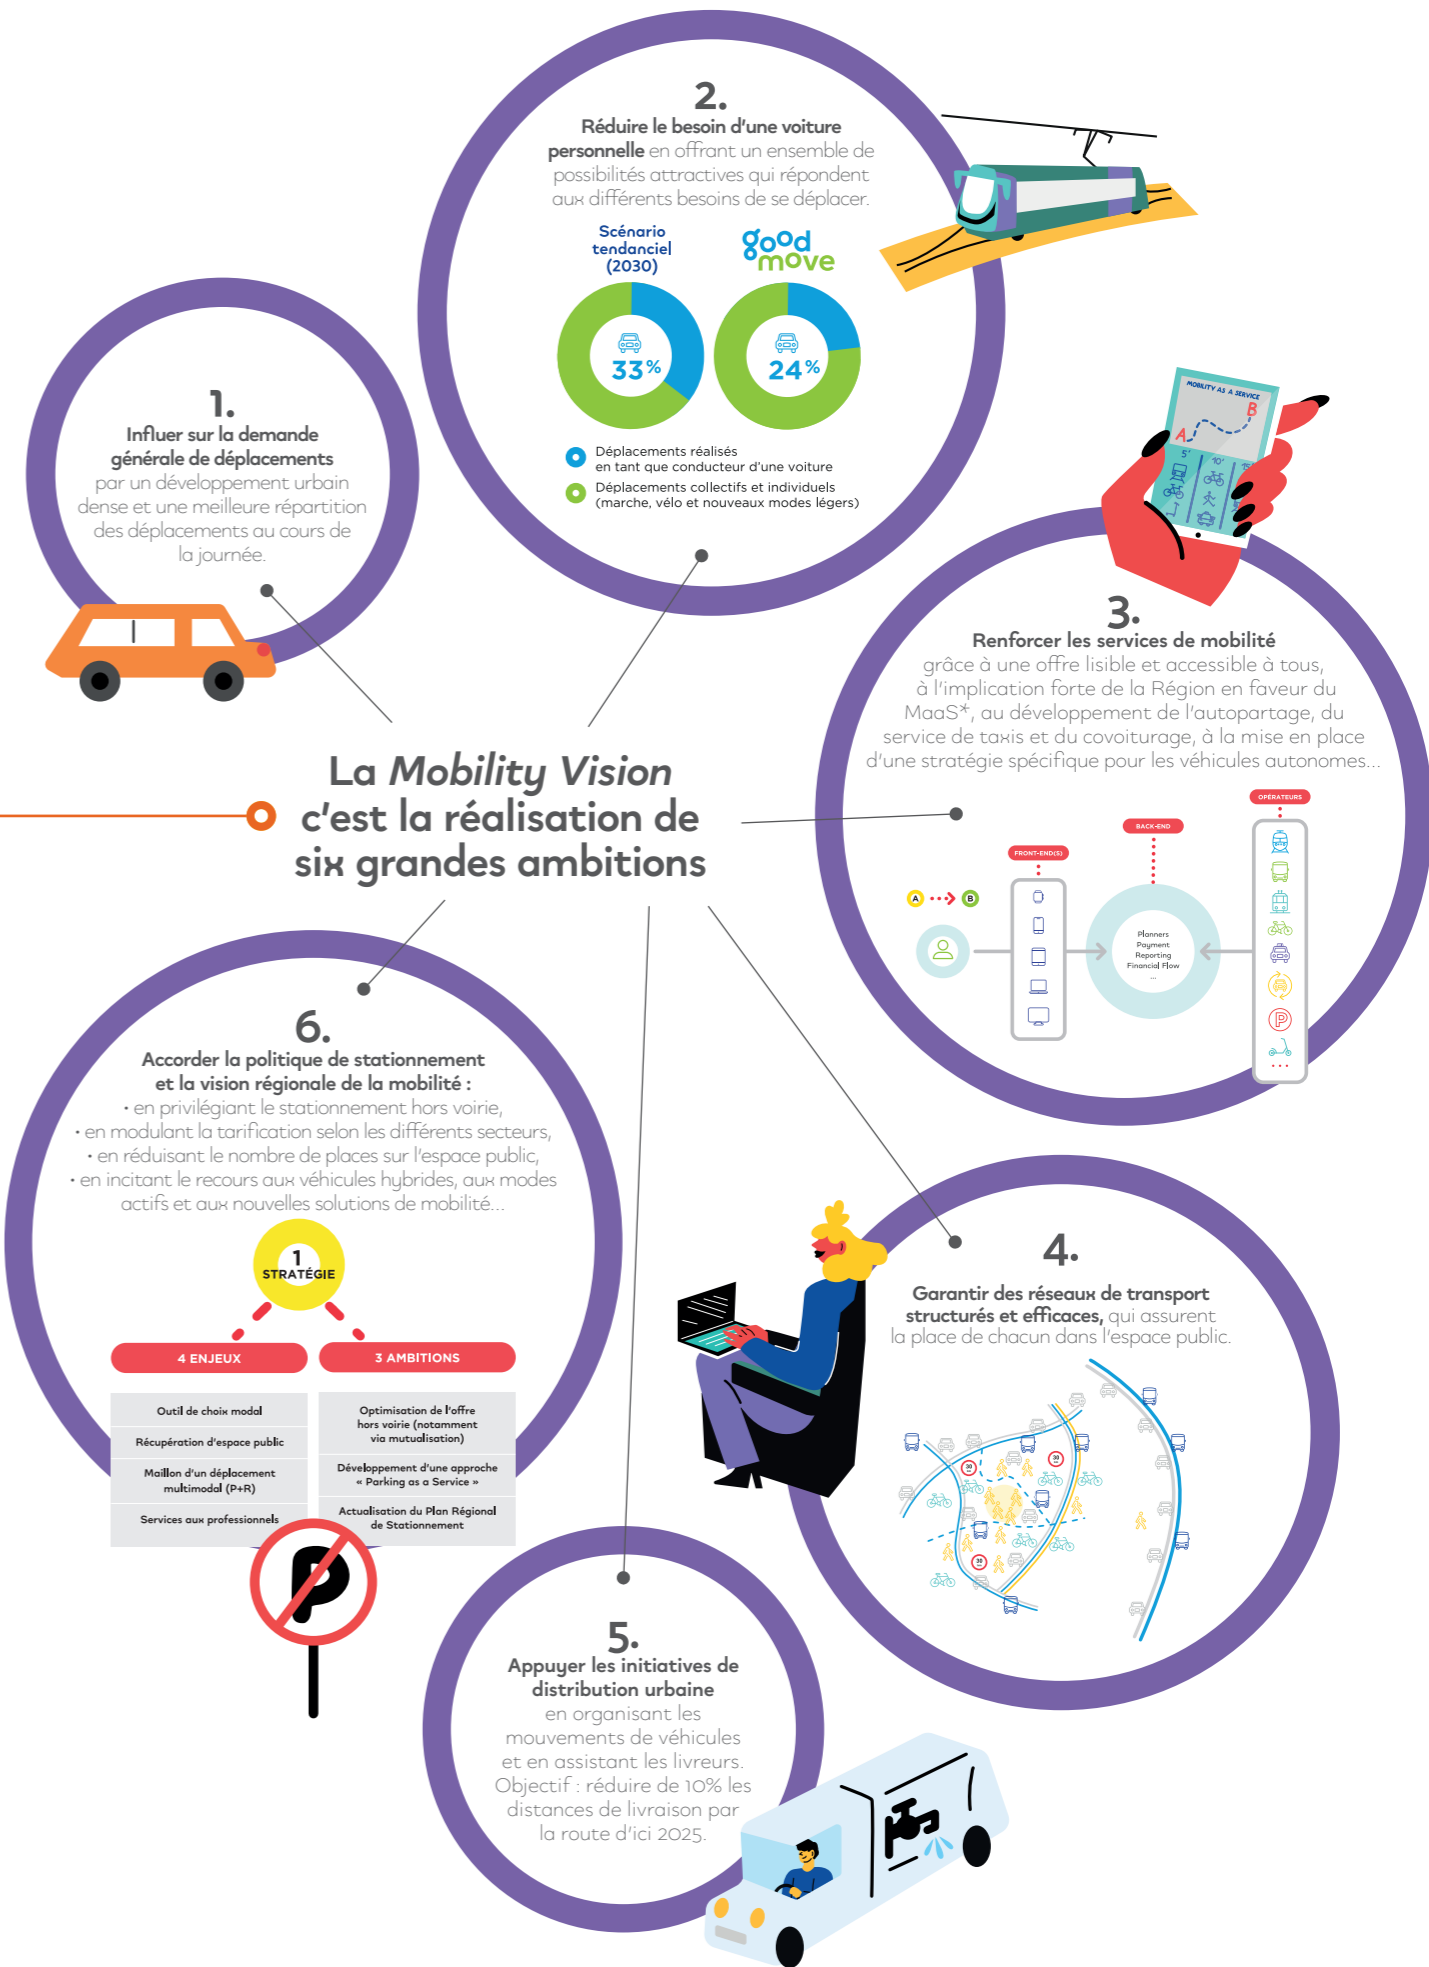 La Mobility Vision
c'est la réalisation de
six grandes ambitions
1.
Influer sur la demande
générale de déplacements
par un développement urbain
dense et une meilleure répartition
des déplacements au cours de
la journée.
2.
Réduire le besoin d'une voiture
personnelle en offrant un ensemble de
possibilités attractives qui répondent
aux différents besoins de se déplacer.
Scénario
tendanciel
(2030)
good
move
33%
24%
Déplacements réalisés
en tant que conducteur d'une voiture
Déplacements collectifs et individuels
(marche, vélo et nouveaux modes légers)
MOBILITY AS A SERVICE
A
B
5'
10'
3.
Renforcer les services de mobilité
grâce à une offre lisible et accessible à tous,
à l'implication forte de la Région en faveur du
MaaS*, au développement de l'autopartage, du
service de taxis et du covoiturage, à la mise en place
d'une stratégie spécifique pour les véhicules autonomes...
FRONT-END(S)
BACK-END
OPÉRATEURS
A
B
Planners
Payment
Reporting
Financial Flow
...
P
...
4.
Garantir des réseaux de transport
structurés et efficaces, qui assurent
la place de chacun dans l'espace public.
30
30
30
5.
Appuyer les initiatives de
distribution urbaine
en organisant les
mouvements de véhicules
et en assistant les livreurs.
Objectif : réduire de 10% les
distances de livraison par
la route d'ici 2025.
6.
Accorder la politique de stationnement
et la vision régionale de la mobilité :
• en privilégiant le stationnement hors voirie,
• en modulant la tarification selon les différents secteurs,
• en réduisant le nombre de places sur l'espace public,
• en incitant le recours aux véhicules hybrides, aux modes
actifs et aux nouvelles solutions de mobilité...
1
STRATÉGIE
4 ENJEUX
Outil de choix modal
Récupération d'espace public
Maillon d'un déplacement
multimodal (P+R)
Services aux professionnels
3 AMBITIONS
Optimisation de l'offre
hors voirie (notamment
via mutualisation)
Développement d'une approche
« Parking as a Service »
Actualisation du Plan Régional
de Stationnement
P